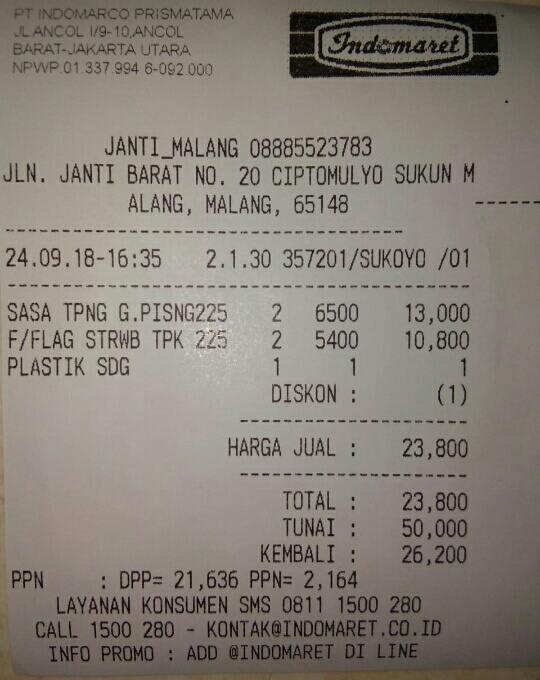 PT INDOMARCO PRISMATAMA
JL.ANCOL I/9-10,ANCOL
BARAT-JAKARTA UTARA
NPWP.01.337.994.6-092.000
Indomaret
JANTI_MALANG 08885523783
JLN. JANTI BARAT NO. 20 CIPTOMULYO SUKUN M
ALANG, MALANG, 65148
24.09.18-16:35 2.1.30 357201/SUKOYO /01
SASA TPNG G.PISNG225 2 6500 13,000
F/FLAG STRWB TPK 225 2 5400 10,800
PLASTIK SDG 1 1 1
DISKON : (1)
HARGA JUAL : 23,800
TOTAL : 23,800
TUNAI : 50,000
KEMBALI : 26,200
PPN : DPP= 21,636 PPN= 2,164
LAYANAN KONSUMEN SMS 0811 1500 280
CALL 1500 280 - KONTAK@INDOMARET.CO.ID
INFO PROMO : ADD @INDOMARET DI LINE